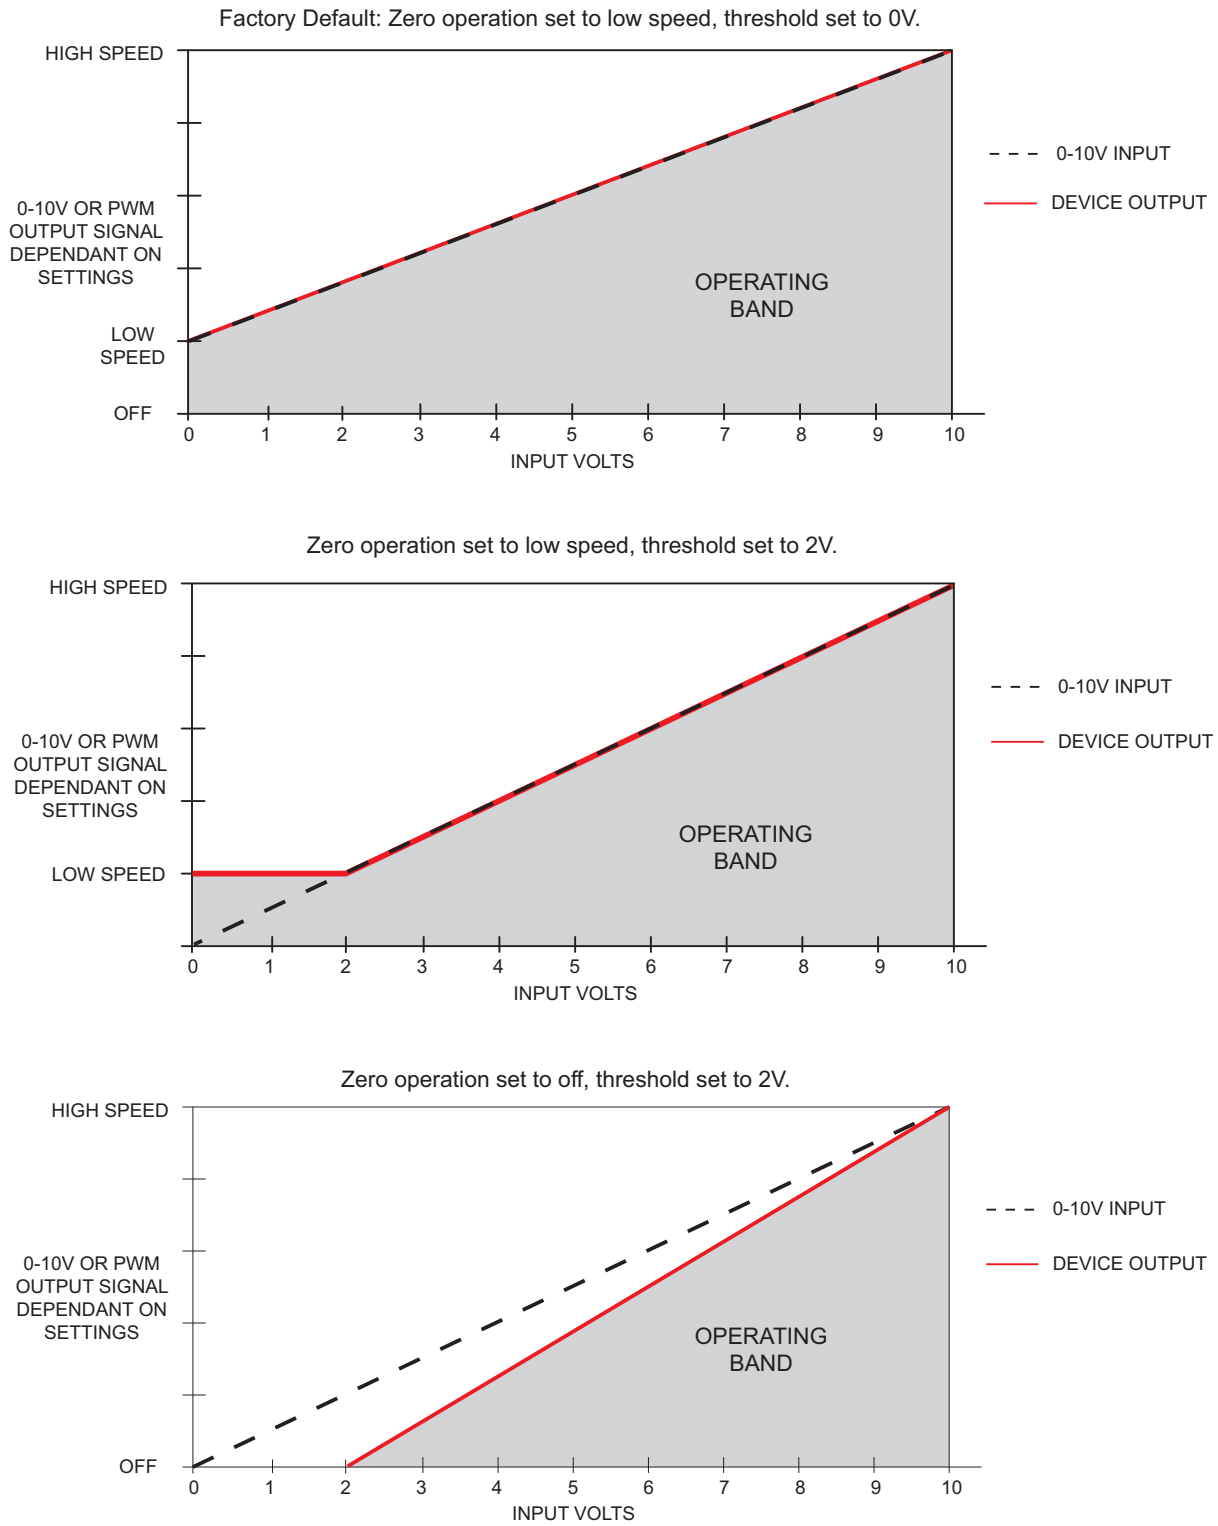 Factory Default: Zero operation set to low speed, threshold set to 0V.
HIGH SPEED
0-10V OR PWM
OUTPUT SIGNAL
DEPENDANT ON
SETTINGS
LOW
SPEED
OFF
0 1 2 3 4 5 6 7 8 9 10
INPUT VOLTS
OPERATING
BAND
0-10V INPUT
DEVICE OUTPUT
Zero operation set to low speed, threshold set to 2V.
HIGH SPEED
0-10V OR PWM
OUTPUT SIGNAL
DEPENDANT ON
SETTINGS
LOW SPEED
0 1 2 3 4 5 6 7 8 9 10
INPUT VOLTS
OPERATING
BAND
0-10V INPUT
DEVICE OUTPUT
Zero operation set to off, threshold set to 2V.
HIGH SPEED
0-10V OR PWM
OUTPUT SIGNAL
DEPENDANT ON
SETTINGS
OFF
0 1 2 3 4 5 6 7 8 9 10
INPUT VOLTS
OPERATING
BAND
0-10V INPUT
DEVICE OUTPUT